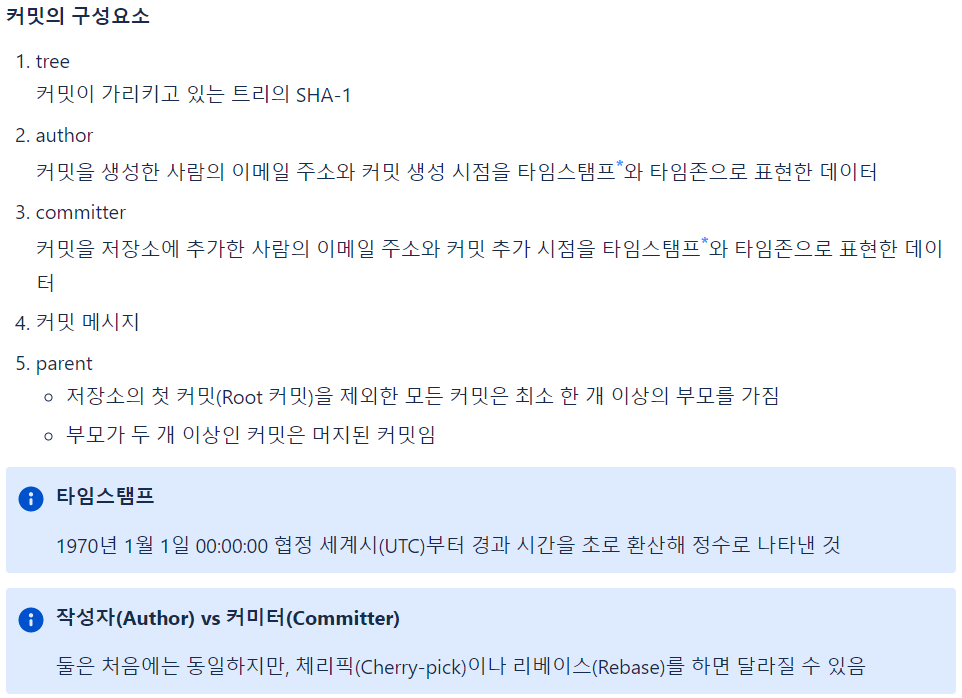 커밋의 구성요소
1. tree
커밋이 가리키고 있는 트리의 SHA-1
2. author
커밋을 생성한 사람의 이메일 주소와 커밋 생성 시점을 타임스탬프*와 타임존으로 표현한 데이터
3. committer
커밋을 저장소에 추가한 사람의 이메일 주소와 커밋 추가 시점을 타임스탬프*와 타임존으로 표현한 데이
터
4. 커밋 메시지
5. parent
저장소의 첫 커밋(Root 커밋)을 제외한 모든 커밋은 최소 한 개 이상의 부모를 가짐
부모가 두 개 이상인 커밋은 머지된 커밋임
타임스탬프
1970년 1월 1일 00:00:00 협정 세계시(UTC)부터 경과 시간을 초로 환산해 정수로 나타낸 것
작성자(Author) vs 커미터(Committer)
둘은 처음에는 동일하지만, 체리픽(Cherry-pick)이나 리베이스(Rebase)를 하면 달라질 수 있음